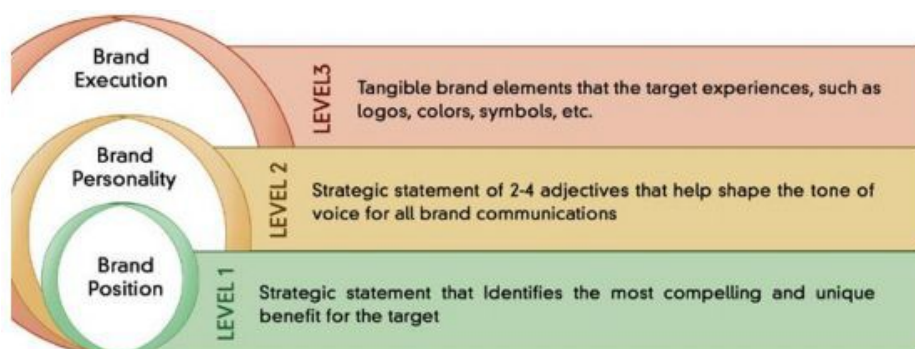 Brand
Execution
LEVEL3
Tangible brand elements that the target experiences, such as
logos, colors, symbols, etc.
Brand
Personality
LEVEL 2
Strategic statement of 2-4 adjectives that help shape the tone of
voice for all brand communications
Brand
Position
LEVEL 1
Strategic statement that Identifies the most compelling and unique
benefit for the target